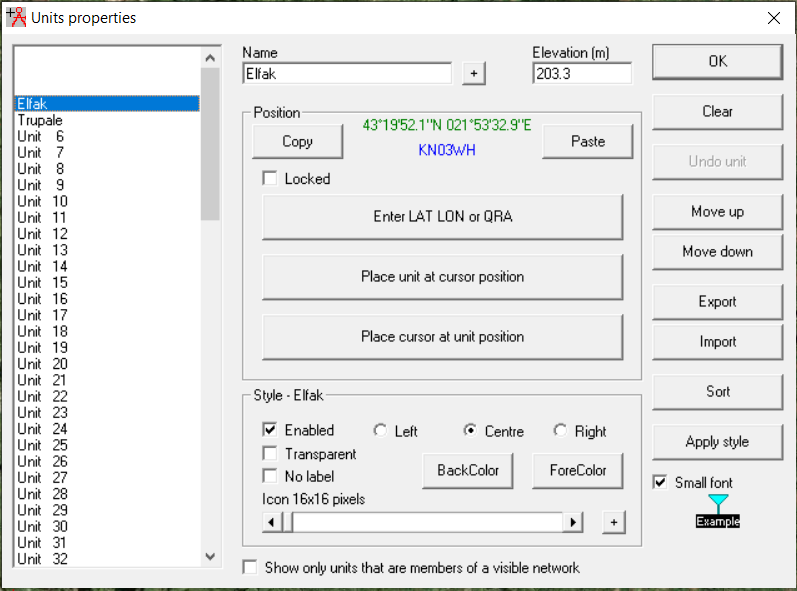 Units properties
Elfak
Trupale
Unit 6
Unit 7
Unit 8
Unit 9
Unit 10
Unit 11
Unit 12
Unit 13
Unit 14
Unit 15
Unit 16
Unit 17
Unit 18
Unit 19
Unit 20
Unit 21
Unit 22
Unit 23
Unit 24
Unit 25
Unit 26
Unit 27
Unit 28
Unit 29
Unit 30
Unit 31
Unit 32
Name
Elfak
+
Elevation (m)
203.3
Position
Copy
43°19'52.1"N 021°53'32.9"E
KN03WH
Paste
Locked
Enter LAT LON or QRA
Place unit at cursor position
Place cursor at unit position
Style - Elfak
Enabled
Left
Centre
Right
Transparent
No label
BackColor
ForeColor
Icon 16x16 pixels
+
Show only units that are members of a visible network
OK
Clear
Undo unit
Move up
Move down
Export
Import
Sort
Apply style
Small font
Example